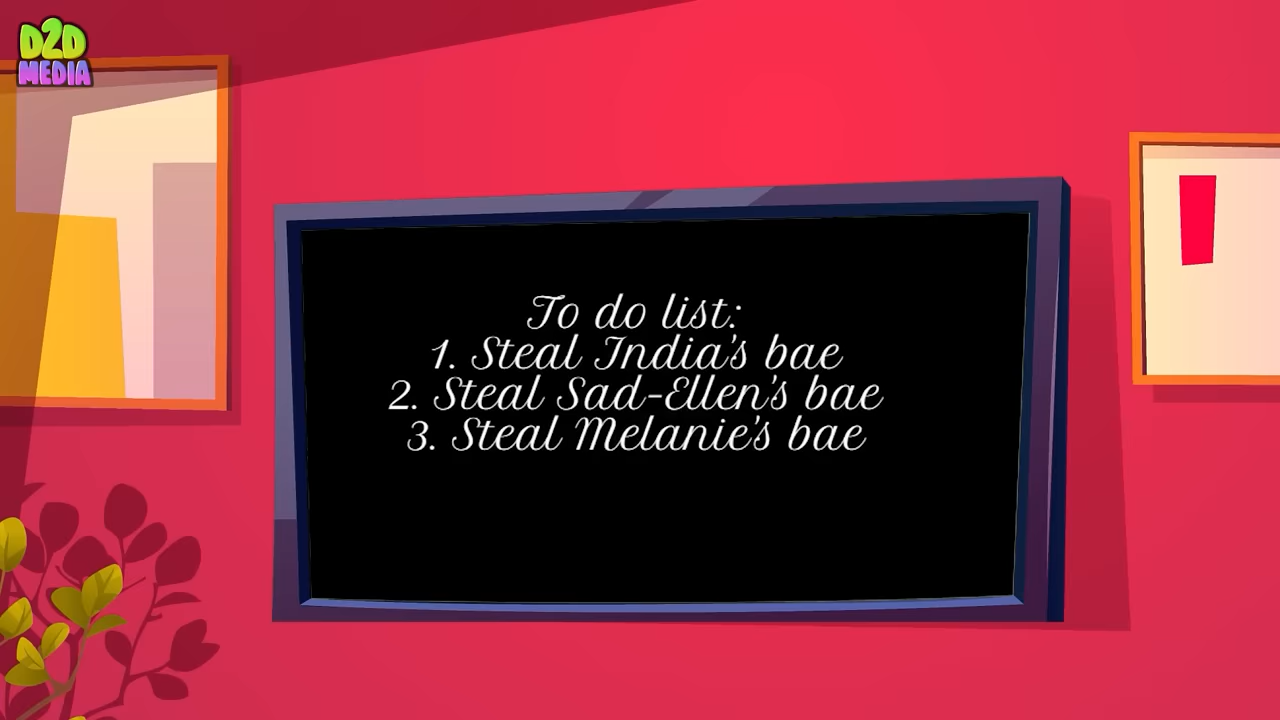 D2D
MEDIA
To do list:
1. Steal India's bae
2. Steal Sad-Ellen's bae
3. Steal Melanie's bae